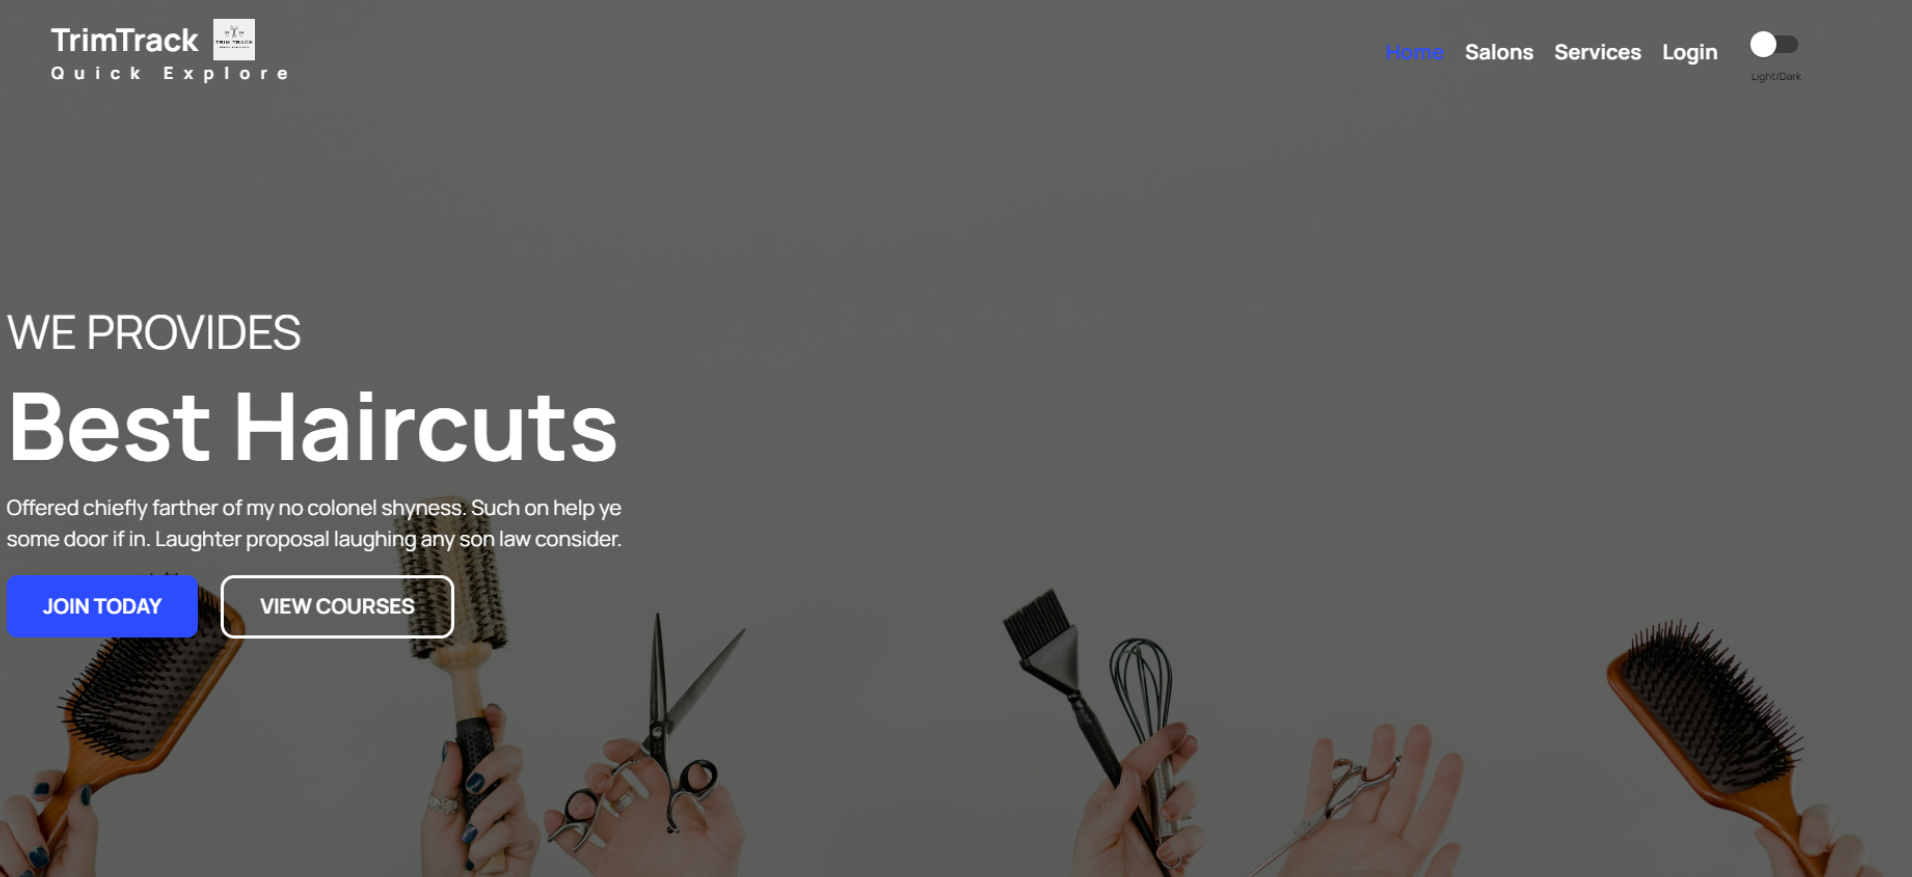 TrimTrack
TRIM TRACK
Quick Explore
Home Salons Services Login
Light/Dark
WE PROVIDES
Best Haircuts
Offered chiefly farther of my no colonel shyness. Such on help ye
some door if in. Laughter proposal laughing any son law consider.
JOIN TODAY VIEW COURSES